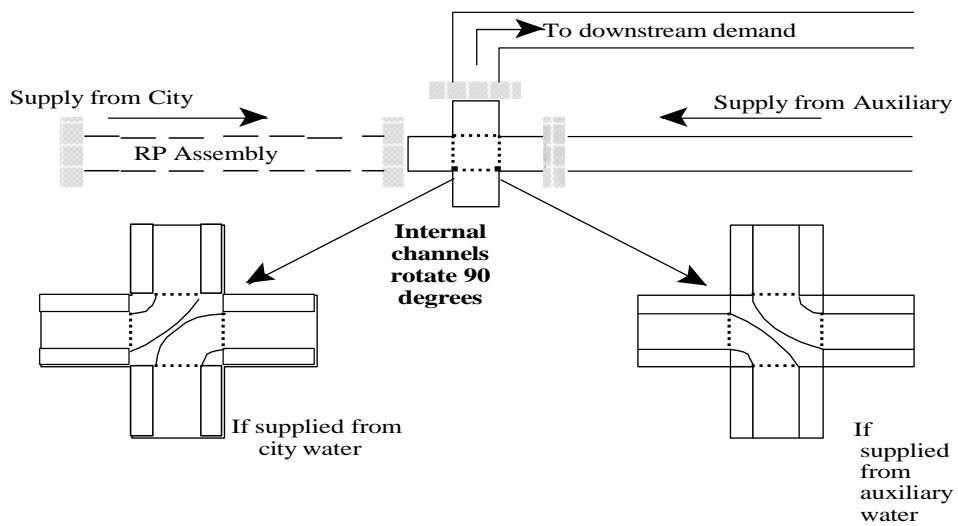 To downstream demand
Supply from City
Supply from Auxiliary
RP Assembly
Internal
channels
rotate 90
degrees
If supplied from
city water
If
supplied
from
auxiliary
water